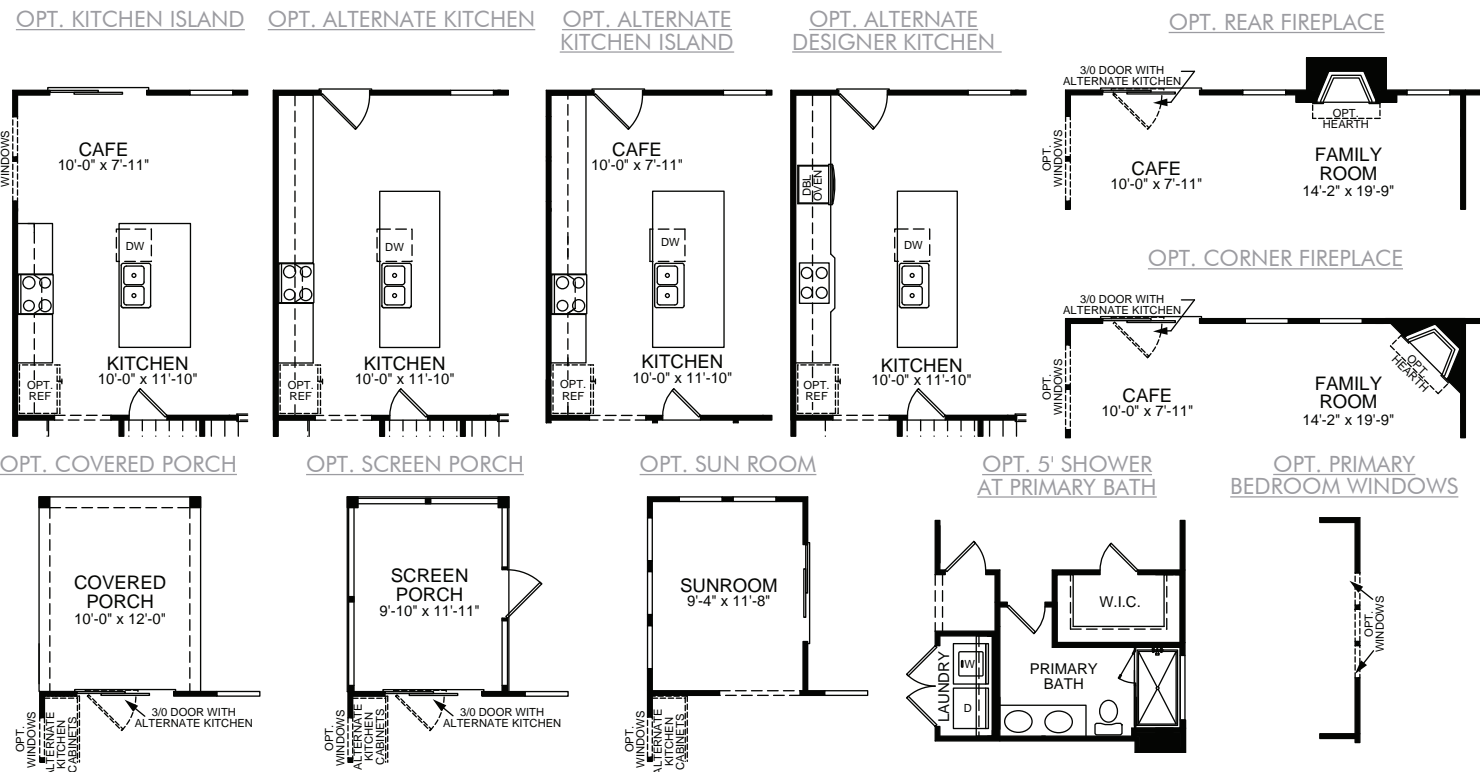 OPT. KITCHEN ISLAND
WINDOWS
CAFE
10'-0" x 7'-11"
DW
KITCHEN
10'-0" x 11'-10"
OPT.
REF
OPT. ALTERNATE KITCHEN
DW
KITCHEN
10'-0" x 11'-10"
OPT.
REF
OPT. ALTERNATE
KITCHEN ISLAND
CAFE
10'-0" x 7'-11"
DW
KITCHEN
10'-0" x 11'-10"
OPT.
REF
OPT. ALTERNATE
DESIGNER KITCHEN
DBL
OVEN
DW
KITCHEN
10'-0" x 11'-10"
OPT.
REF
OPT. REAR FIREPLACE
3/0 DOOR WITH
ALTERNATE KITCHEN
OPT.
HEARTH
OPT.
WINDOWS
CAFE
10'-0" x 7'-11"
FAMILY
ROOM
14'-2" x 19'-9"
OPT. CORNER FIREPLACE
3/0 DOOR WITH
ALTERNATE KITCHEN
OPT.
HEARTH
OPT.
WINDOWS
CAFE
10'-0" x 7'-11"
FAMILY
ROOM
14'-2" x 19'-9"
OPT. COVERED PORCH
COVERED
PORCH
10'-0" x 12'-0"
3/0 DOOR WITH
ALTERNATE KITCHEN
OPT.
WINDOWS
ALTERNATE
KITCHEN
CABINETS
OPT. SCREEN PORCH
SCREEN
PORCH
9'-10" x 11'-11"
3/0 DOOR WITH
ALTERNATE KITCHEN
OPT.
WINDOWS
ALTERNATE
KITCHEN
CABINETS
OPT. SUN ROOM
SUNROOM
9'-4" x 11'-8"
OPT.
WINDOWS
ALTERNATE
KITCHEN
CABINETS
OPT. 5' SHOWER
AT PRIMARY BATH
W.I.C.
LAUNDRY
W
D
PRIMARY
BATH
OPT. PRIMARY
BEDROOM WINDOWS
OPT.
WINDOWS